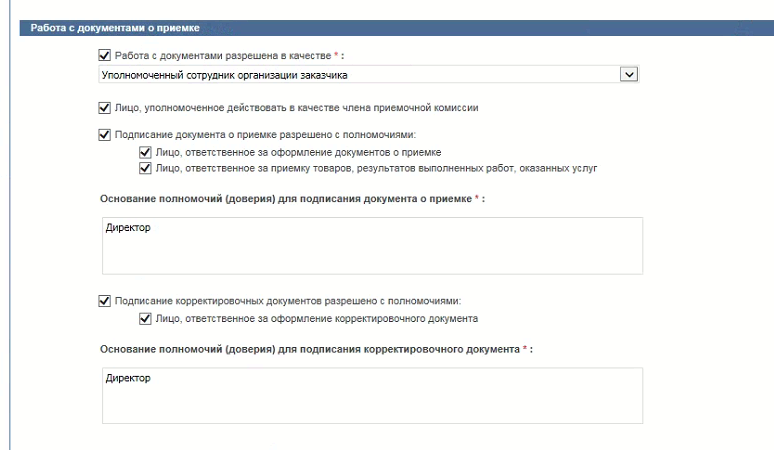 Работа с документами о приемке
Работа с документами разрешена в качестве * :
Уполномоченный сотрудник организации заказчика
Лицо, уполномоченное действовать в качестве члена приемочной комиссии
Подписание документа о приемке разрешено с полномочиями:
Лицо, ответственное за оформление документов о приемке
Лицо, ответственное за приемку товаров, результатов выполненных работ, оказанных услуг
Основание полномочий (доверия) для подписания документа о приемке * :
Директор
Подписание корректировочных документов разрешено с полномочиями:
Лицо, ответственное за оформление корректировочного документа
Основание полномочий (доверия) для подписания корректировочного документа * :
Директор